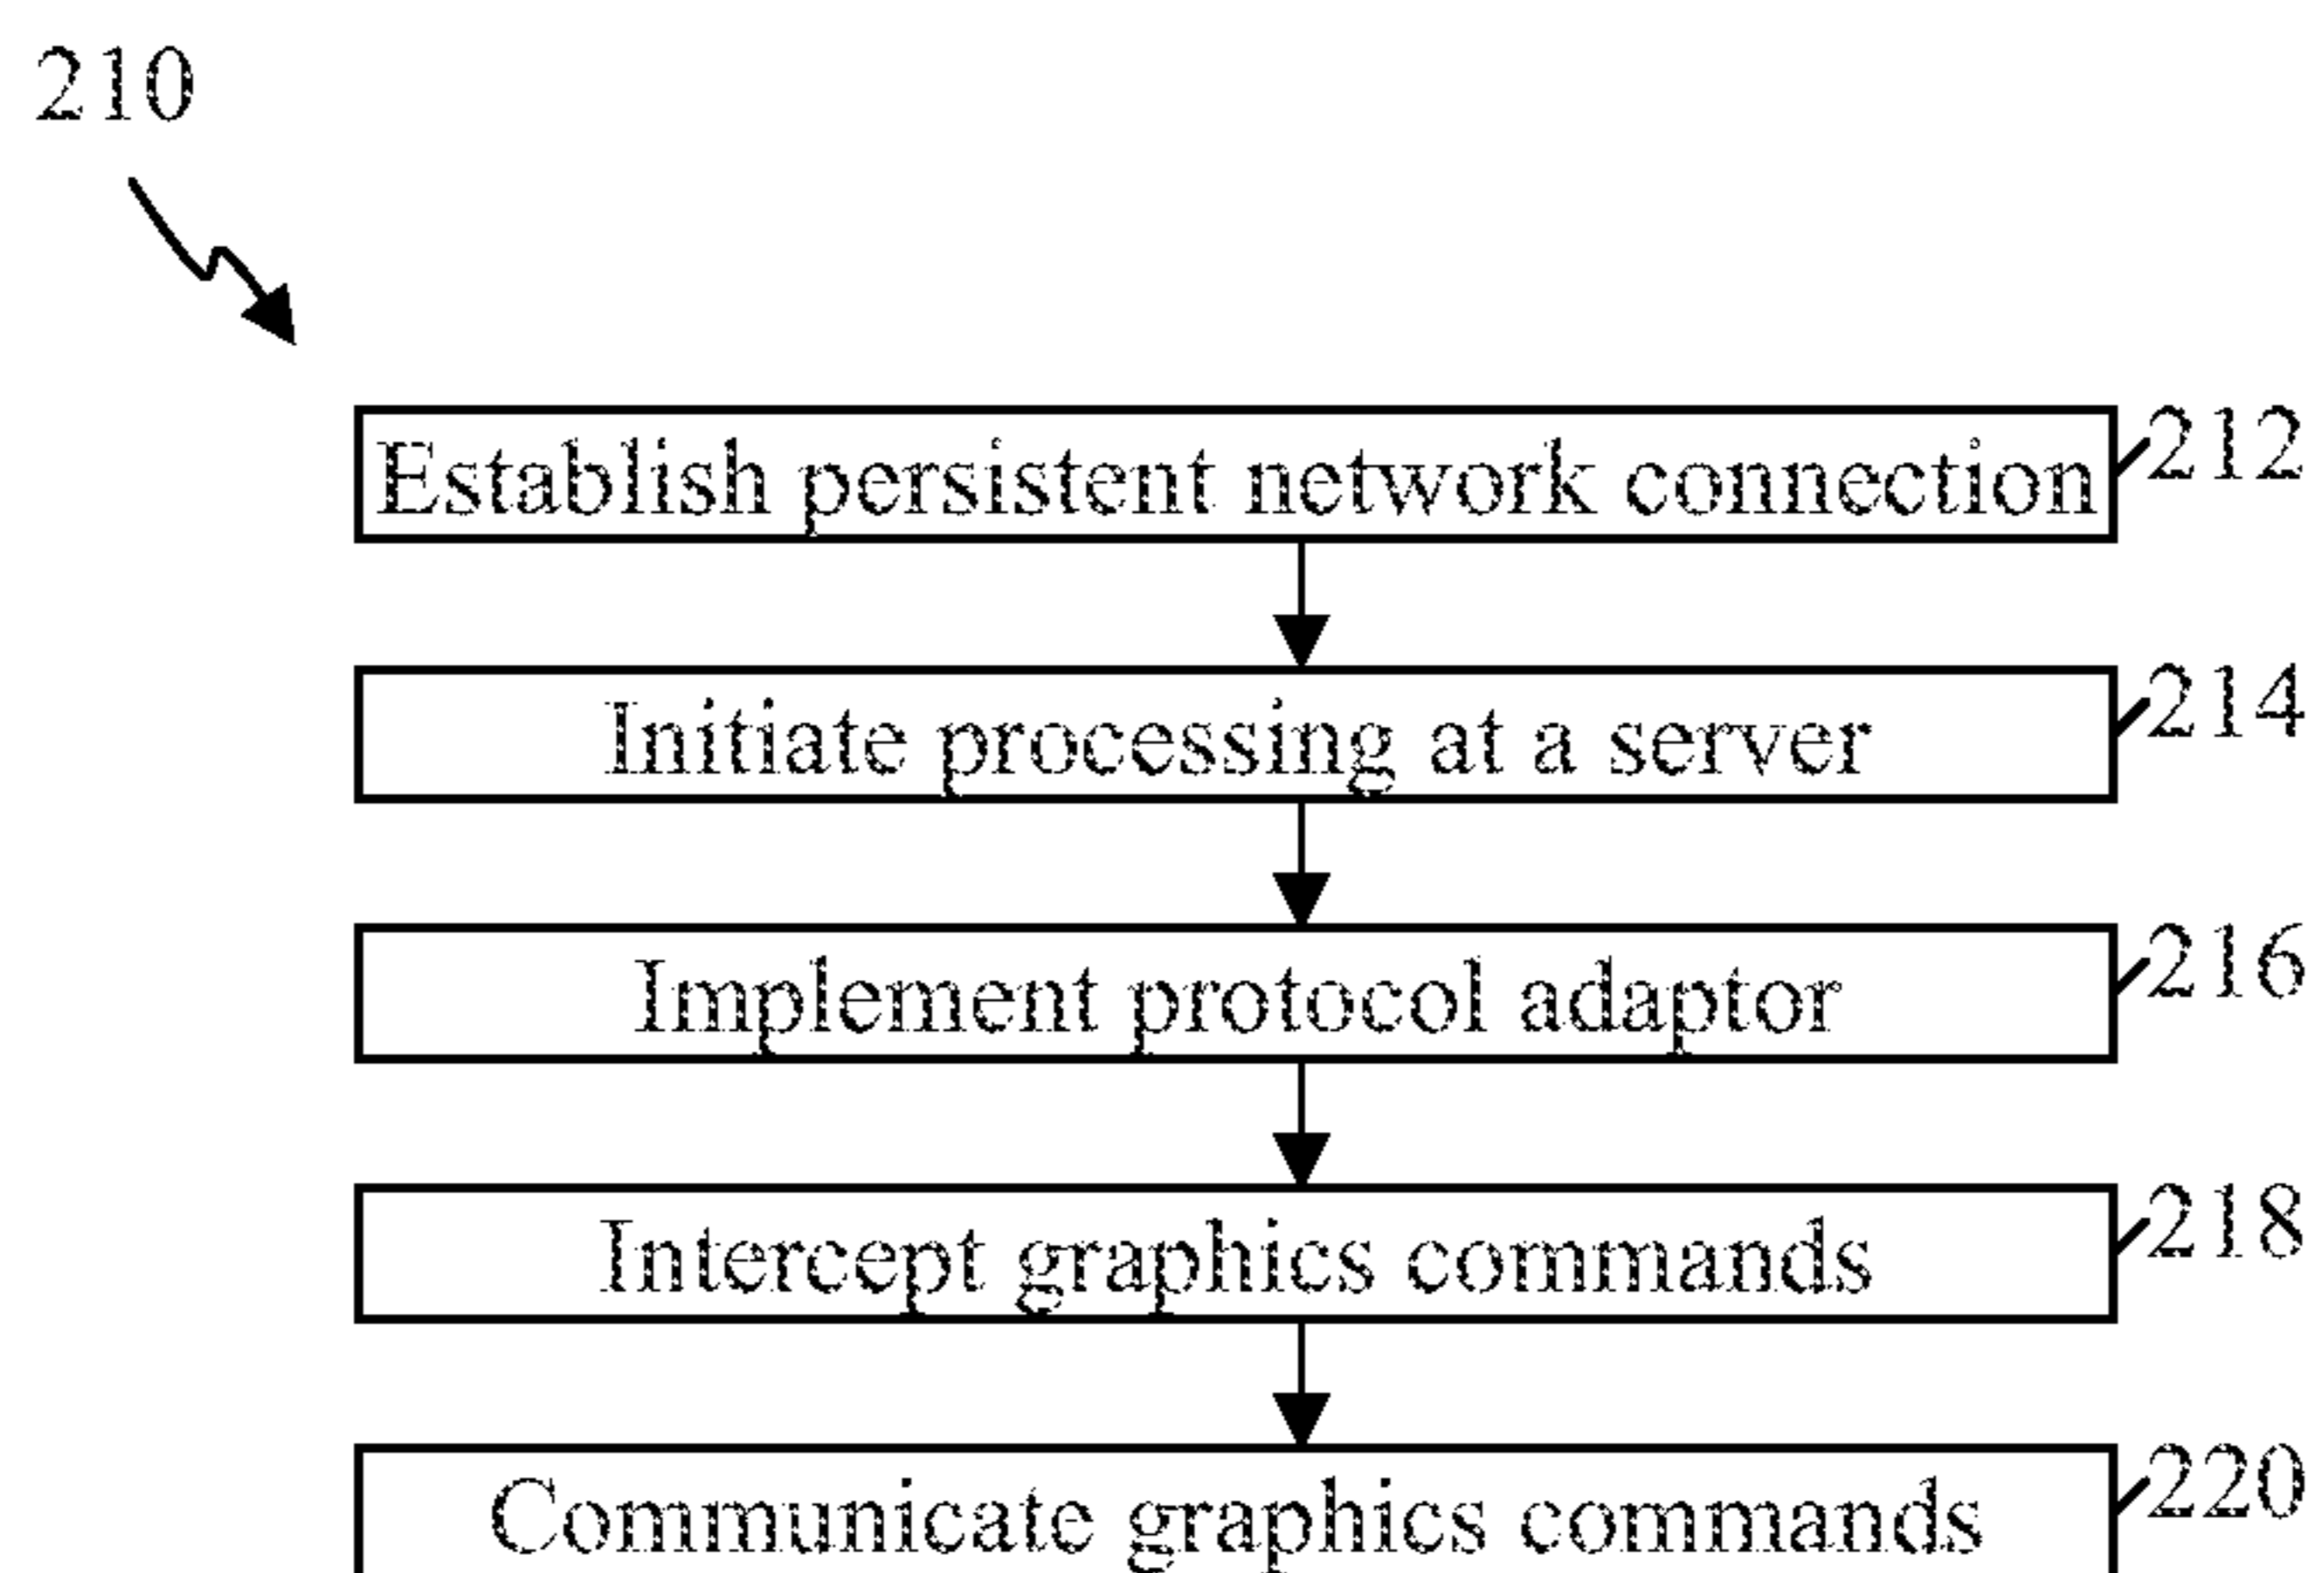 210
Establish persistent network connection 212
Initiate processing at a server 214
Implement protocol adaptor 216
Intercept graphics commands 218
Communicate graphics commands 220